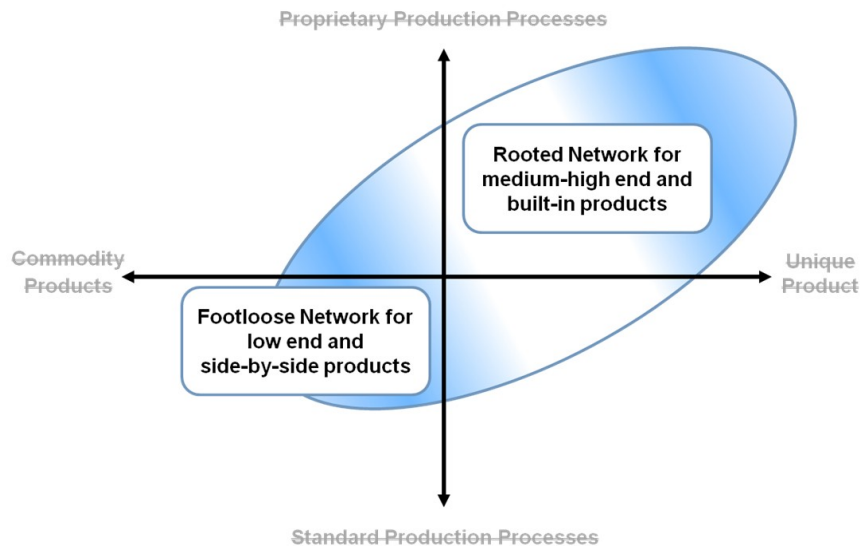 Proprietary Production Processes
Rooted Network for
medium-high end and
built-in products
Commodity
Products
Unique
Product
Footloose Network for
low end and
side-by-side products
Standard Production Processes